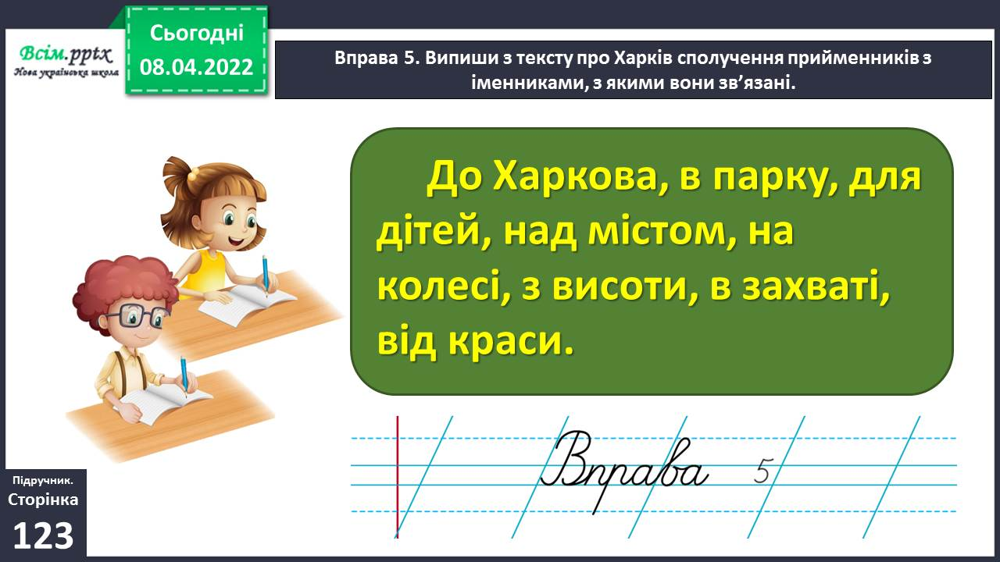 Сьогодні
08.04.2022
Всім.pptx
Нова українська школа
Вправа 5. Випиши з тексту про Харків сполучення прийменників з
іменниками, з якими вони зв’язані.
До Харкова, в парку, для
дітей, над містом, на
колесі, з висоти, в захваті,
від краси.
Вправа 5
Підручник.
Сторінка
123